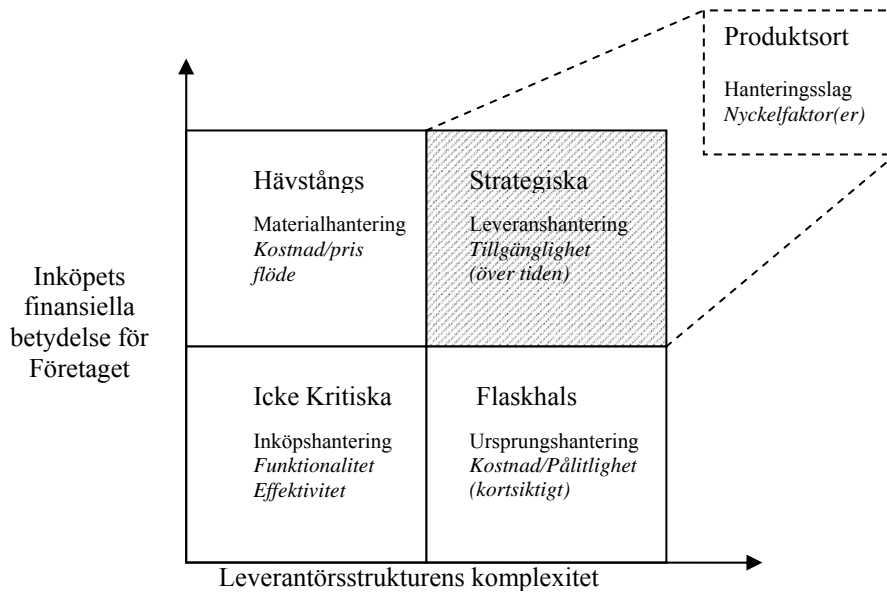 Produktsort
Hanteringsslag
Nyckelfaktor(er)
Hävstångs
Materialhantering
Kostnad/pris
flöde
Strategiska
Leveranshantering
Tillgänglighet
(över tiden)
Inköpets
finansiella
betydelse för
Företaget
Icke Kritiska
Inköpshantering
Funktionalitet
Effektivitet
Flaskhals
Ursprungshantering
Kostnad/Pålitlighet
(kortsiktigt)
Leverantörsstrukturens komplexitet